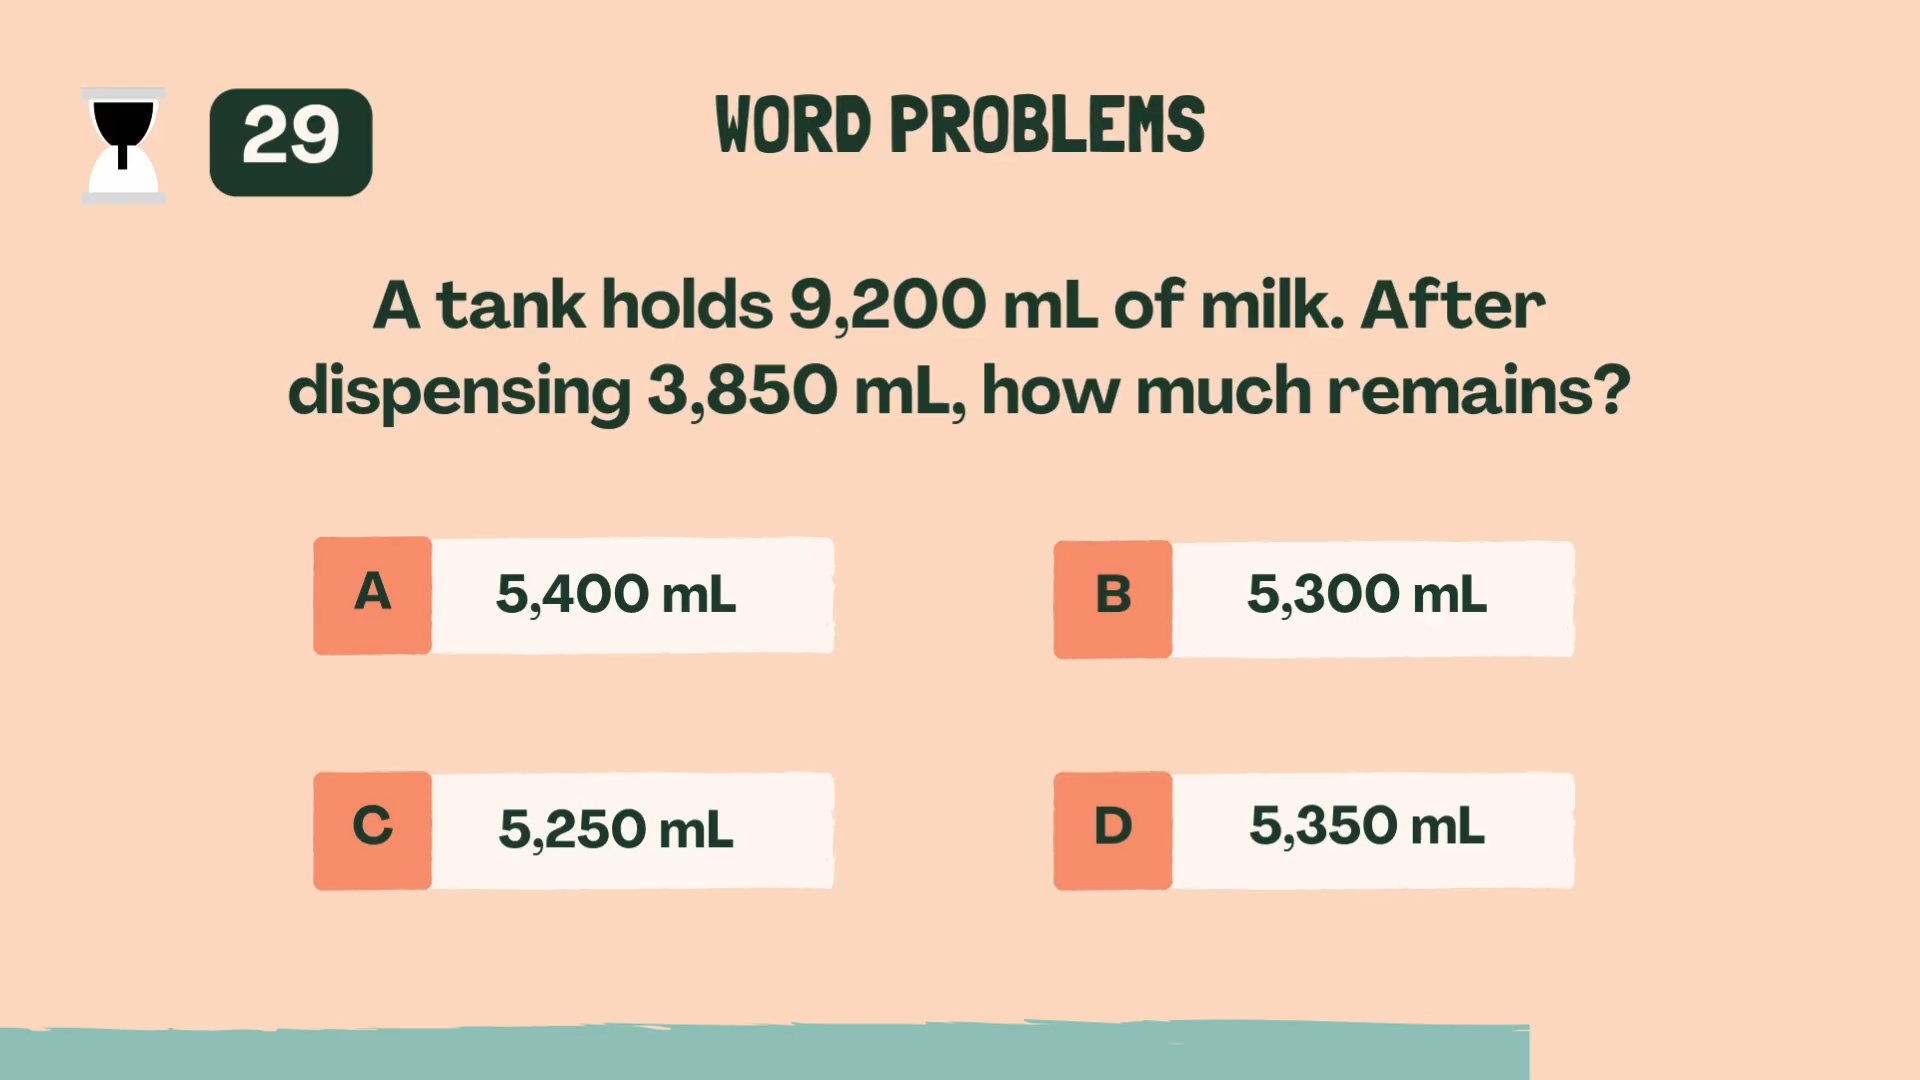 29
WORD PROBLEMS
A tank holds 9,200 mL of milk. After
dispensing 3,850 mL, how much remains?
A 5,400 mL
B 5,300 mL
C 5,250 mL
D 5,350 mL